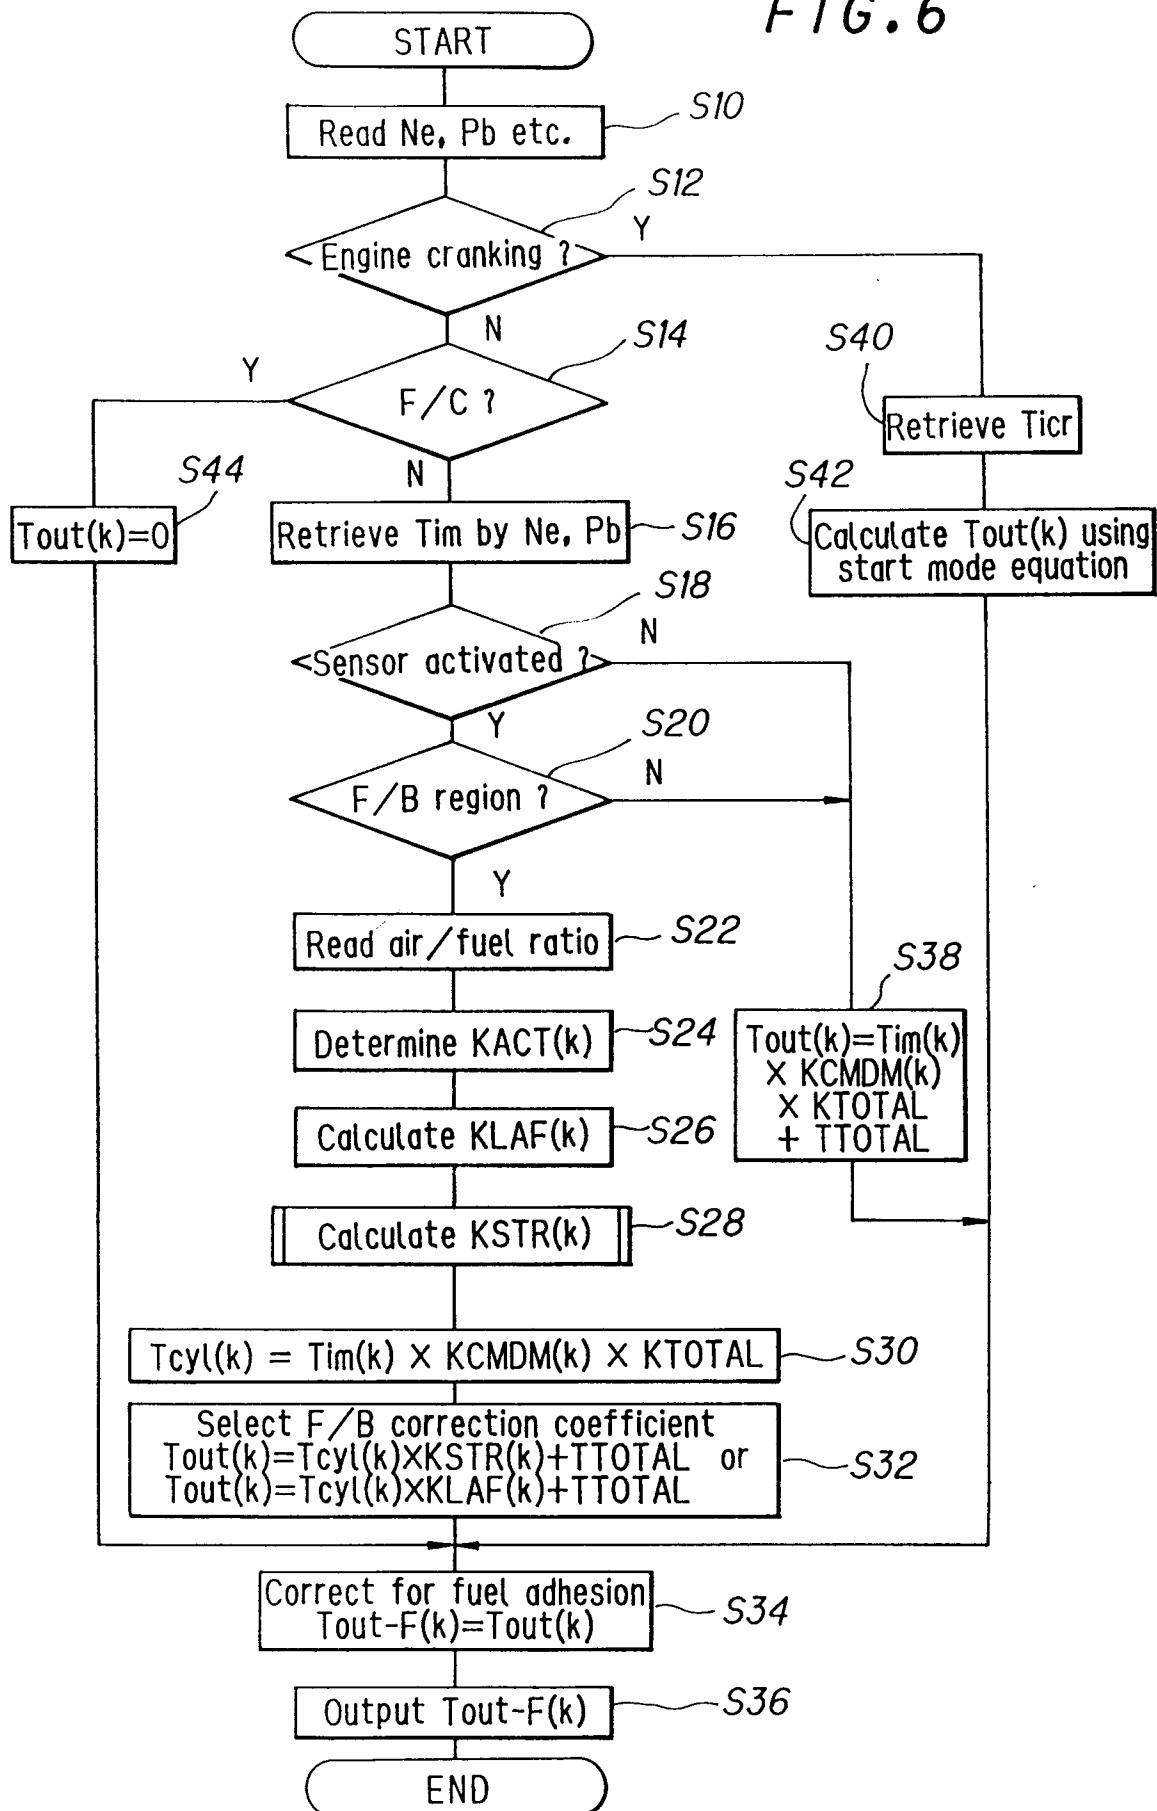 FIG.6
START
Read Ne, Pb etc.
S10
S12
Engine cranking ?
Y
N
S14
Y
F/C ?
N
S40
Retrieve Ticr
S42
Calculate Tout(k) using
start mode equation
S44
Tout(k)=0
Retrieve Tim by Ne, Pb
S16
S18
Sensor activated ?
N
Y
S20
F/B region ?
N
Y
Read air/fuel ratio
S22
Determine KACT(k)
S24
Calculate KLAF(k)
S26
Calculate KSTR(k)
S28
S38
Tout(k)=Tim(k)
× KCMDM(k)
× KTOTAL
+ TTOTAL
Tcyl(k) = Tim(k) × KCMDM(k) × KTOTAL
S30
Select F/B correction coefficient
Tout(k)=Tcyl(k)×KSTR(k)+TTOTAL or
Tout(k)=Tcyl(k)×KLAF(k)+TTOTAL
S32
Correct for fuel adhesion
Tout-F(k)=Tout(k)
S34
Output Tout-F(k)
S36
END